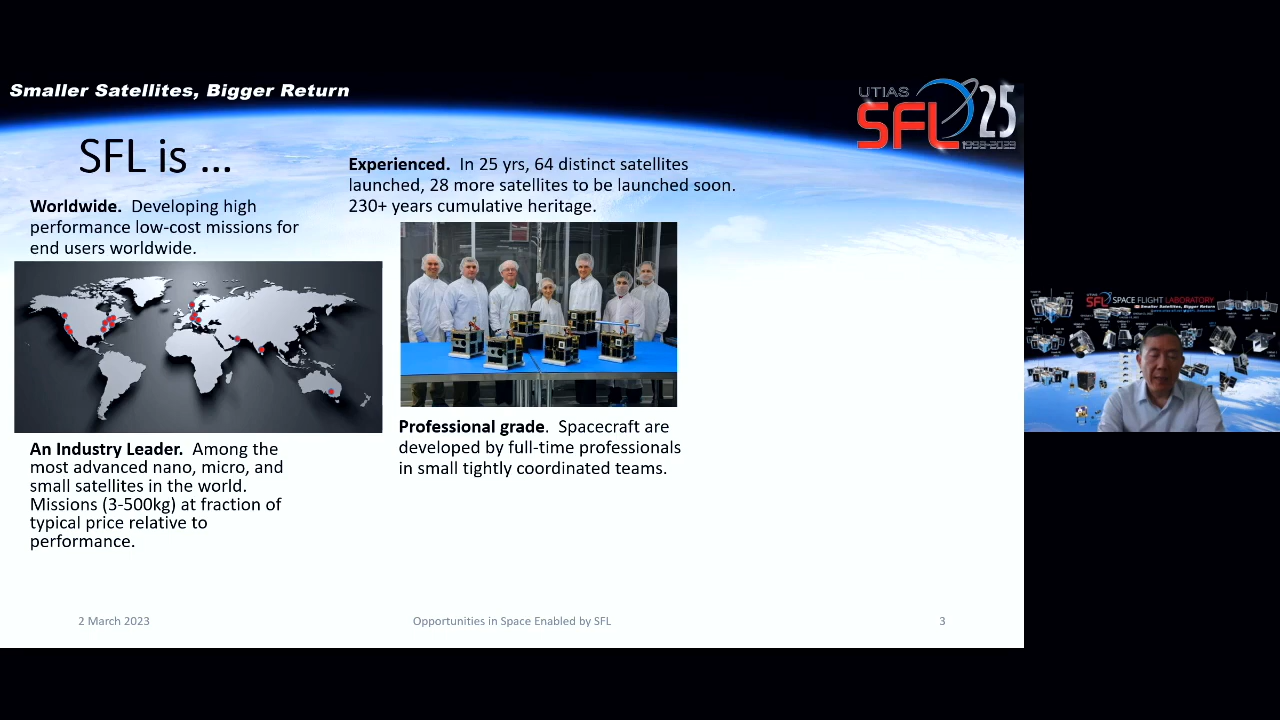 Smaller Satellites, Bigger Return
UTIAS
SFL 25
1998-2023
SFL is ...
Worldwide. Developing high
performance low-cost missions for
end users worldwide.
An Industry Leader. Among the
most advanced nano, micro, and
small satellites in the world.
Missions (3-500kg) at fraction of
typical price relative to
performance.
Experienced. In 25 yrs, 64 distinct satellites
launched, 28 more satellites to be launched soon.
230+ years cumulative heritage.
Professional grade. Spacecraft are
developed by full-time professionals
in small tightly coordinated teams.
2 March 2023
Opportunities in Space Enabled by SFL
3
UTIAS
SFL SPACE FLIGHT LABORATORY
Smaller Satellites, Bigger Return